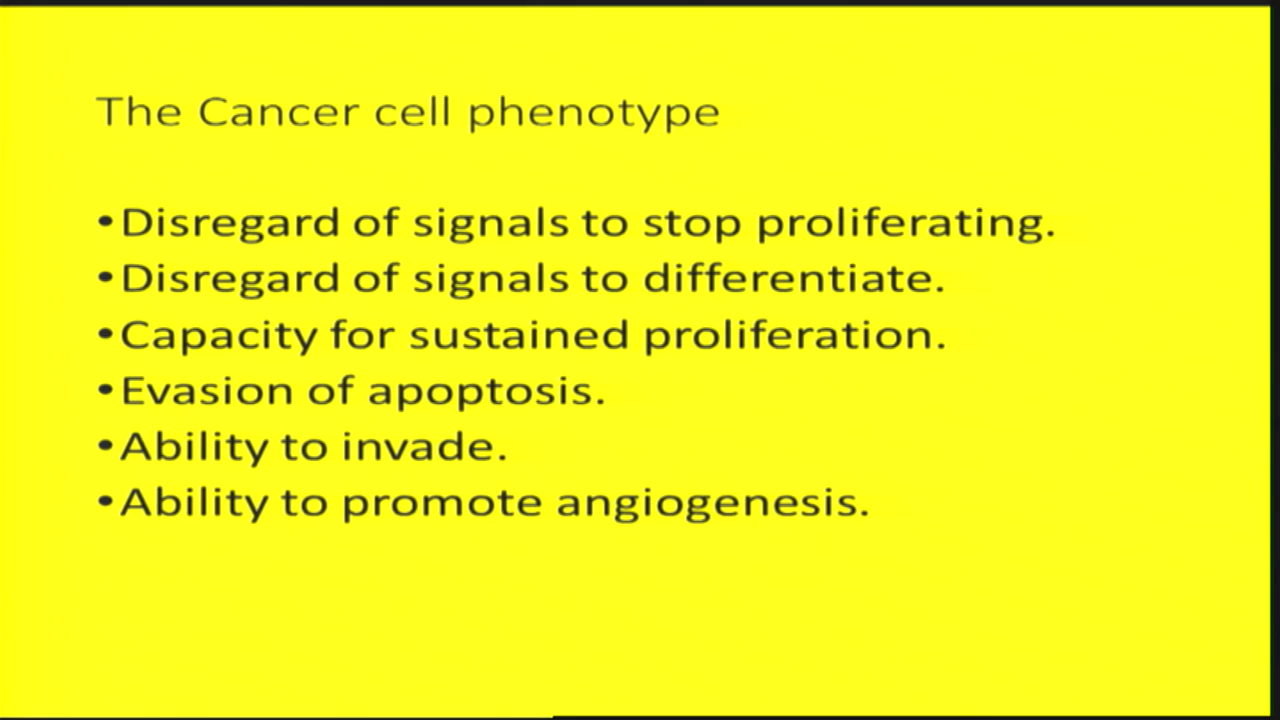 The Cancer cell phenotype
•Disregard of signals to stop proliferating.
•Disregard of signals to differentiate.
•Capacity for sustained proliferation.
•Evasion of apoptosis.
•Ability to invade.
•Ability to promote angiogenesis.